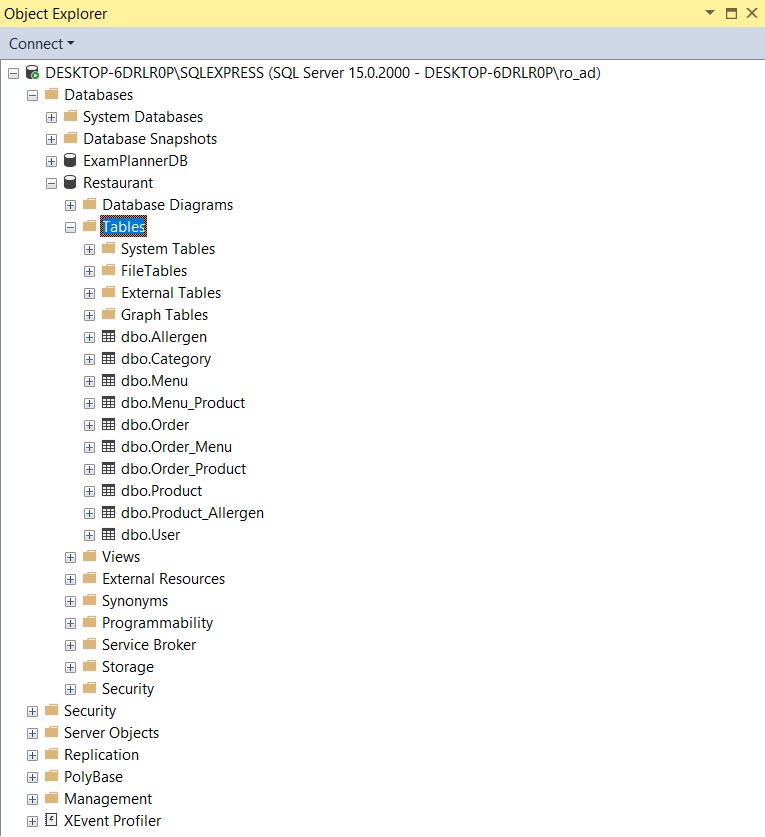 Object Explorer
Connect
DESKTOP-6DRLR0P\SQLEXPRESS (SQL Server 15.0.2000 - DESKTOP-6DRLR0P\ro_ad)
Databases
System Databases
Database Snapshots
ExamPlannerDB
Restaurant
Database Diagrams
Tables
System Tables
FileTables
External Tables
Graph Tables
dbo.Allergen
dbo.Category
dbo.Menu
dbo.Menu_Product
dbo.Order
dbo.Order_Menu
dbo.Order_Product
dbo.Product
dbo.Product_Allergen
dbo.User
Views
External Resources
Synonyms
Programmability
Service Broker
Storage
Security
Security
Server Objects
Replication
PolyBase
Management
XEvent Profiler